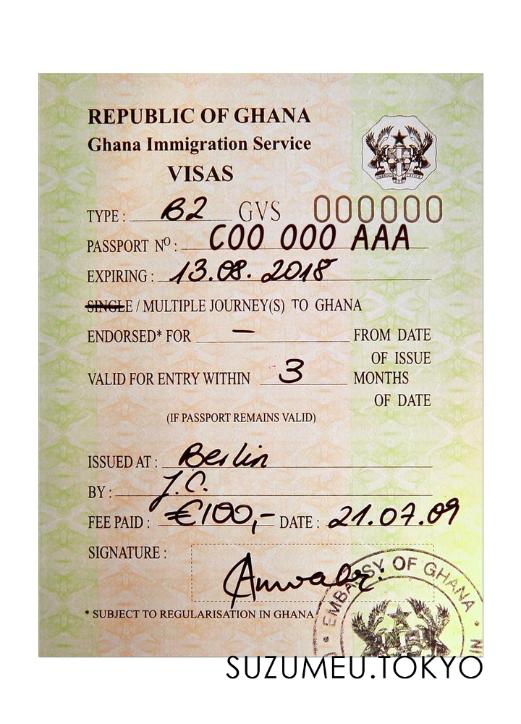 REPUBLIC OF GHANA
Ghana Immigration Service
VISAS
TYPE: B2 GVS 000000
PASSPORT Nº: C00 000 AAA
EXPIRING: 13.08.2018
SINGLE / MULTIPLE JOURNEY(S) TO GHANA
ENDORSED* FOR — FROM DATE
OF ISSUE
VALID FOR ENTRY WITHIN 3 MONTHS
OF DATE
(IF PASSPORT REMAINS VALID)
ISSUED AT: Berlin
BY: J.C.
FEE PAID: €100,- DATE: 21.07.09
SIGNATURE:
* SUBJECT TO REGULARISATION IN GHANA
EMBASSY OF GHANA
SUZUMEU.TOKYO